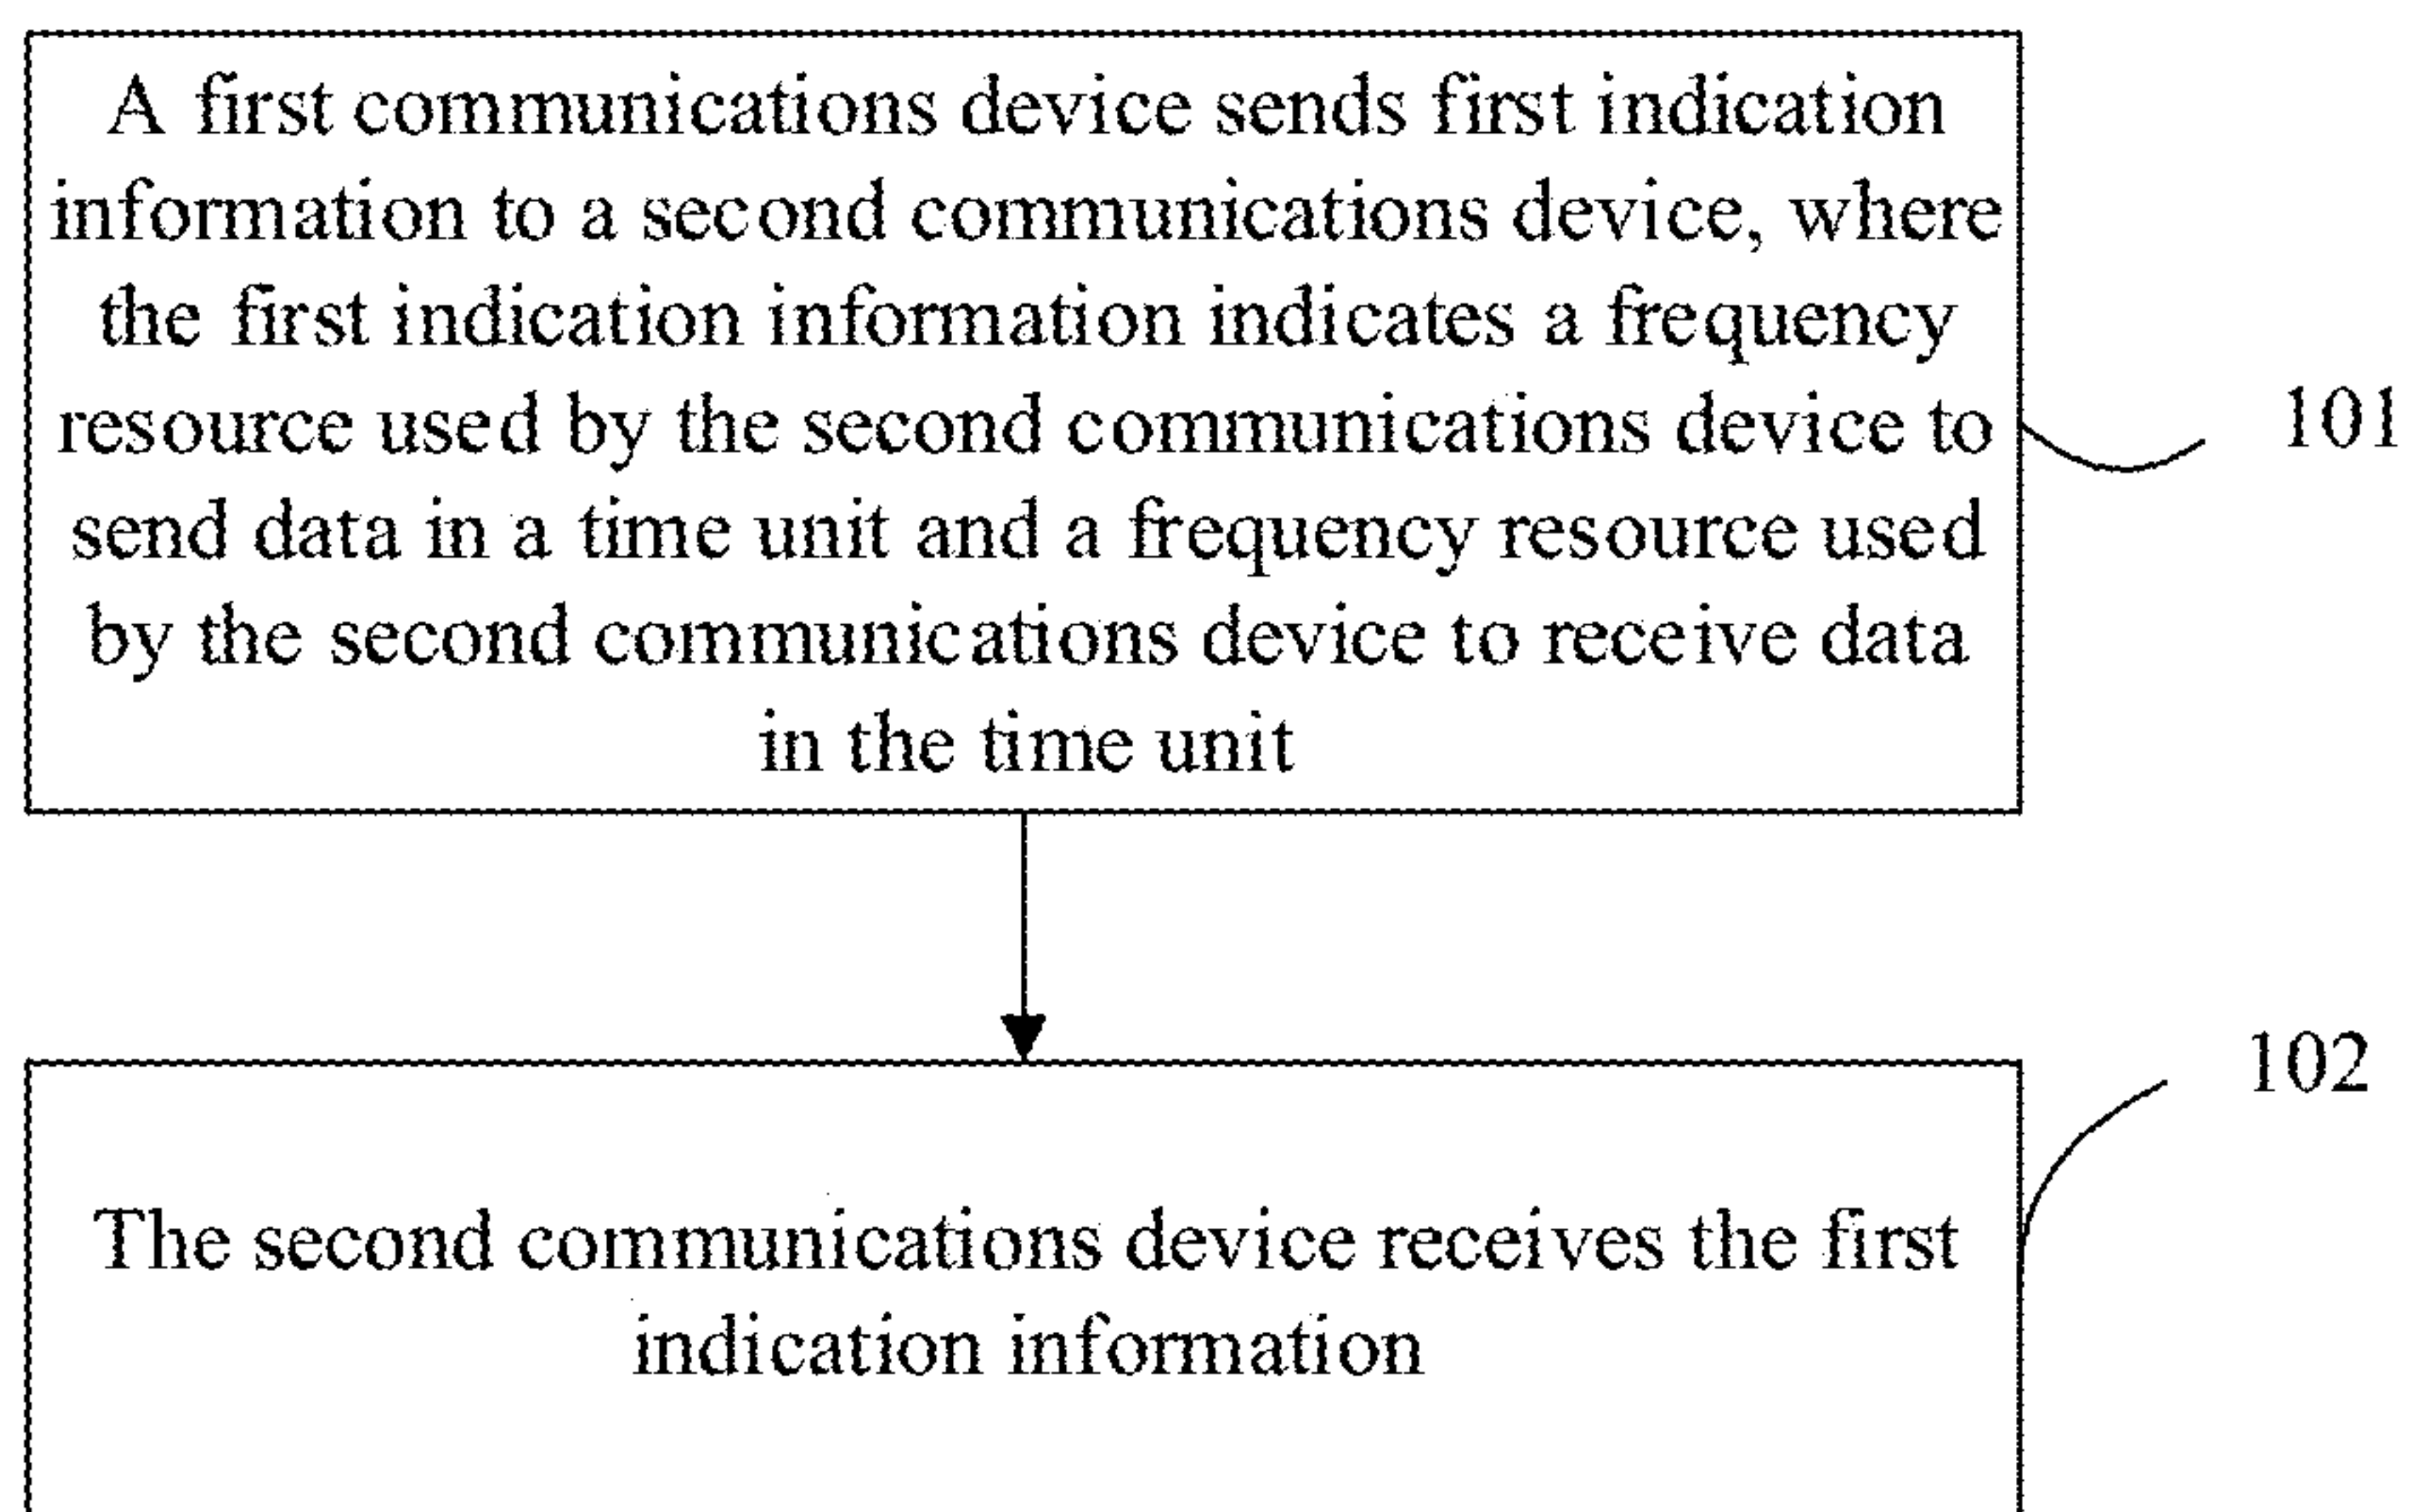 A first communications device sends first indication
information to a second communications device, where
the first indication information indicates a frequency
resource used by the second communications device to
send data in a time unit and a frequency resource used
by the second communications device to receive data
in the time unit
101
102
The second communications device receives the first
indication information